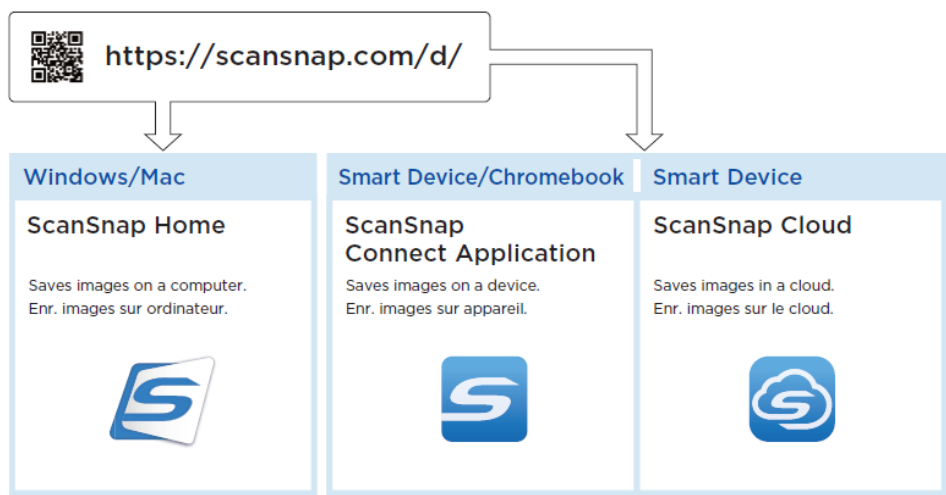 https://scansnap.com/d/
Windows/Mac
ScanSnap Home
Saves images on a computer.
Enr. images sur ordinateur.
Smart Device/Chromebook
ScanSnap
Connect Application
Saves images on a device.
Enr. images sur appareil.
Smart Device
ScanSnap Cloud
Saves images in a cloud.
Enr. images sur le cloud.